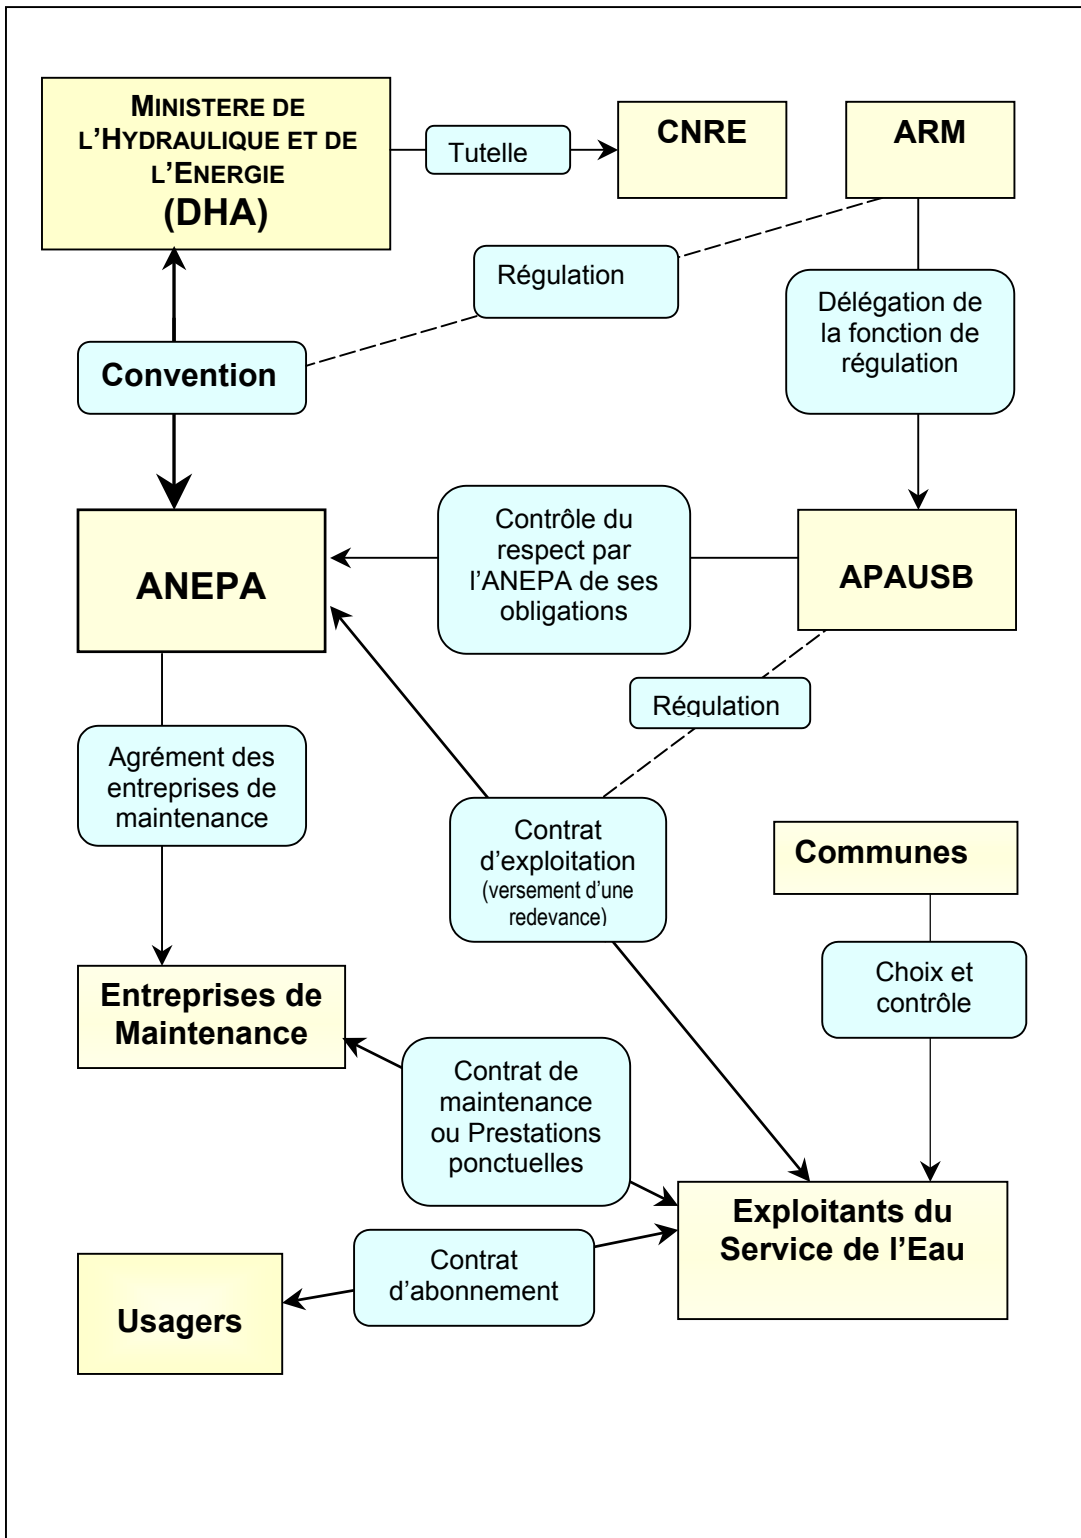 MINISTERE DE
L’HYDRAULIQUE ET DE
L’ENERGIE
(DHA)
Tutelle
CNRE
ARM
Régulation
Délégation de
la fonction de
régulation
Convention
ANEPA
Contrôle du
respect par
l’ANEPA de ses
obligations
APAUSB
Régulation
Agrément des
entreprises de
maintenance
Contrat
d’exploitation
(versement d’une
redevance)
Communes
Choix et
contrôle
Entreprises de
Maintenance
Contrat de
maintenance
ou Prestations
ponctuelles
Exploitants du
Service de l’Eau
Contrat
d’abonnement
Usagers